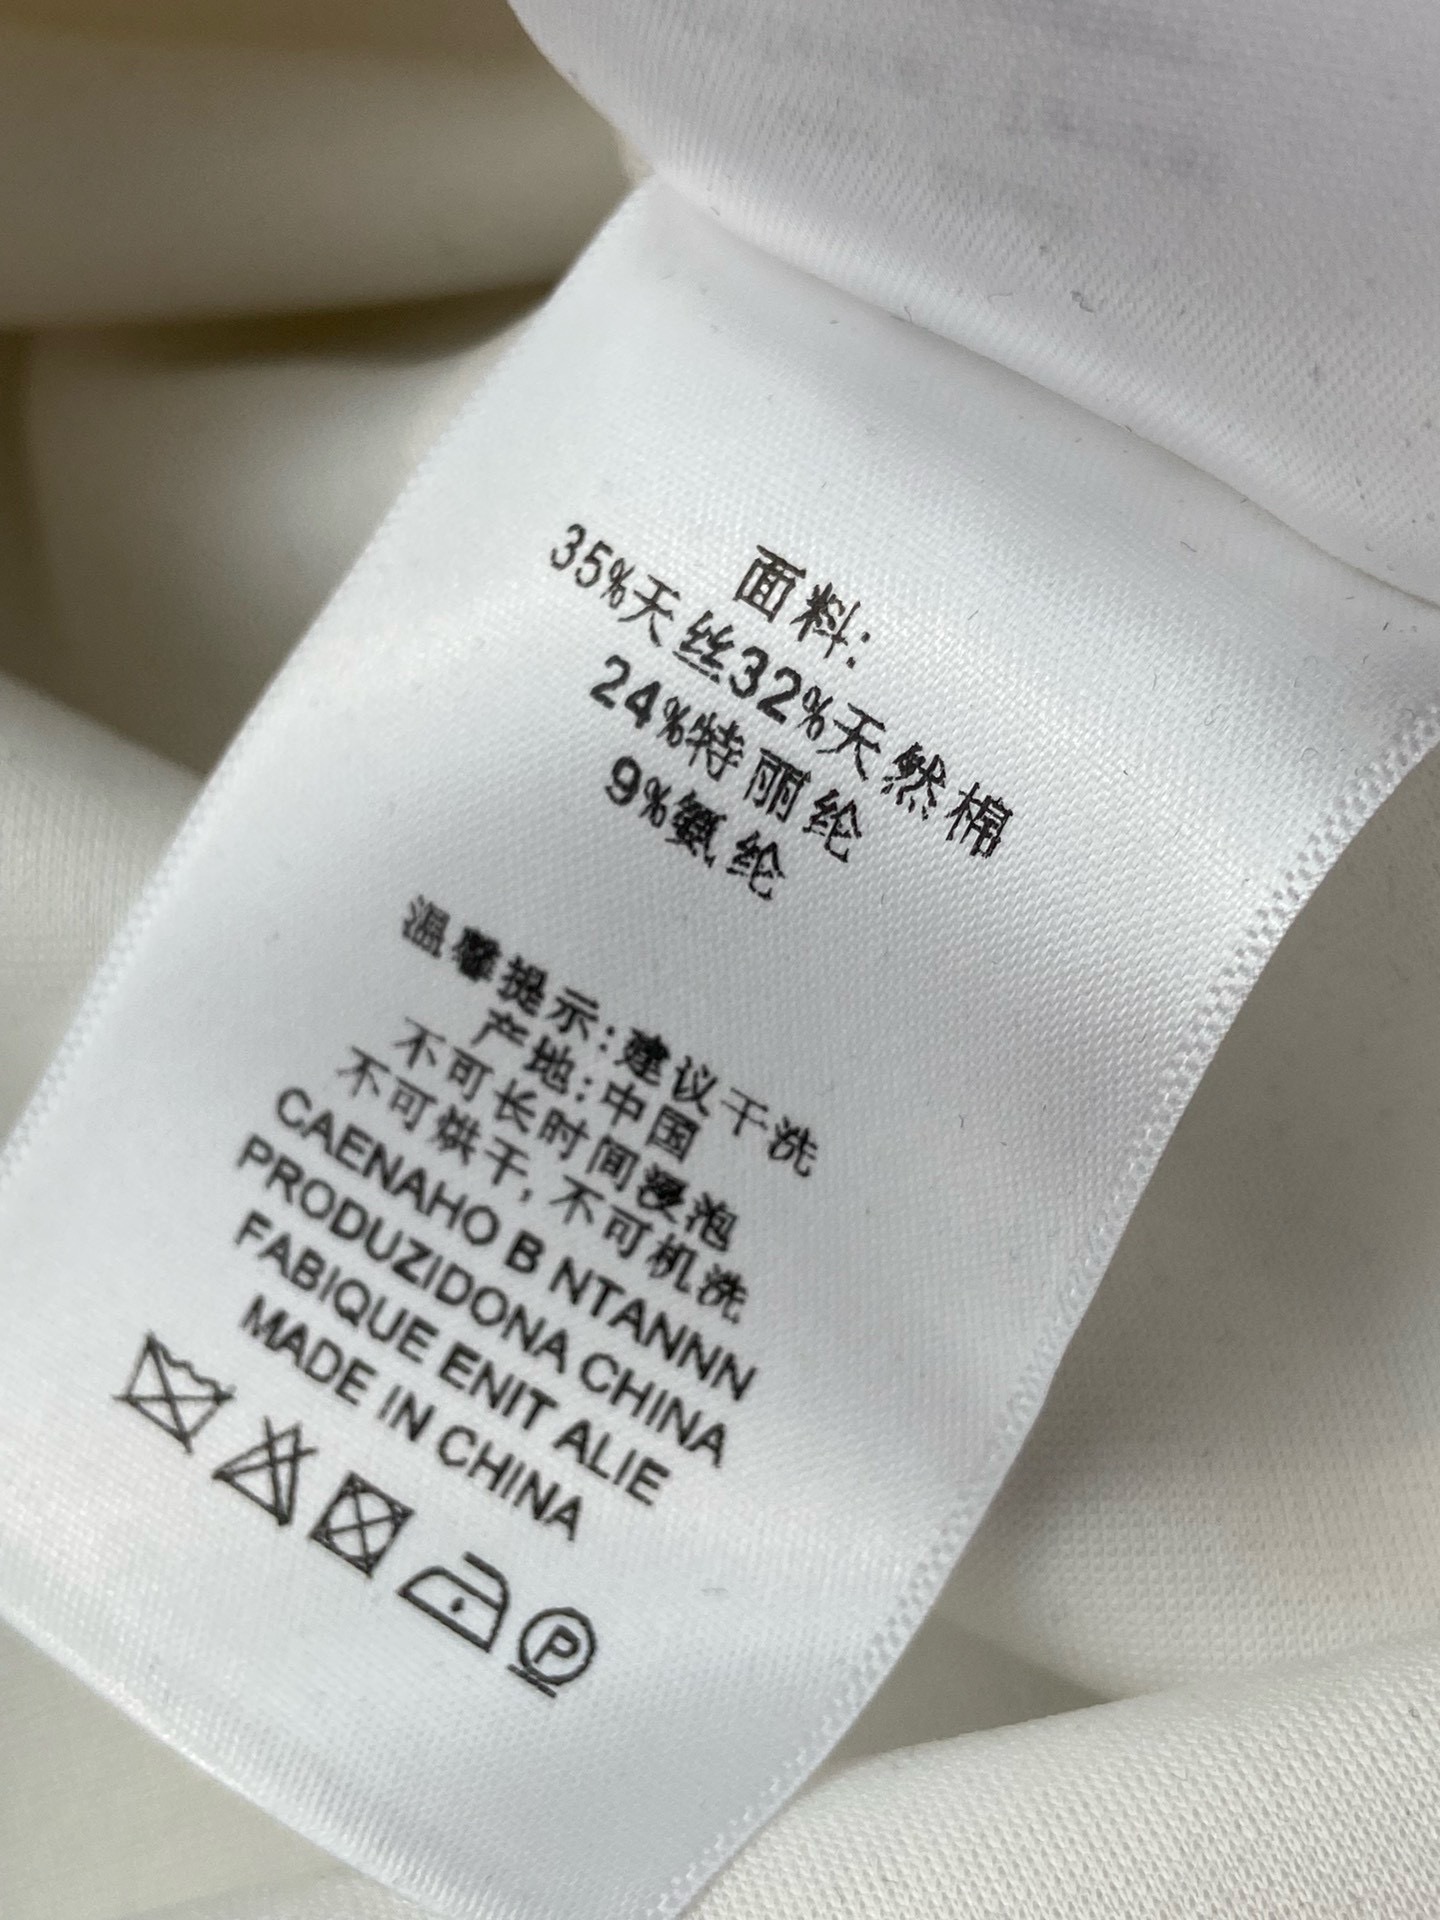 面料:
35%天丝32%天然棉
24%特丽纶
9%氨纶
温馨提示:建议干洗
产地:中国
不可长时间浸泡
不可烘干,不可机洗
CAENAHO B NTANNN
PRODUZIDONA CHINA
FABIQUE ENIT ALIE
MADE IN CHINA
P